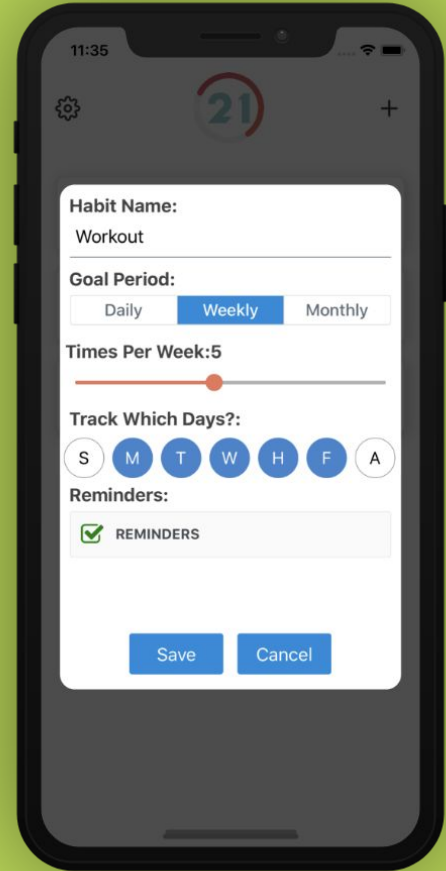 11:35
21
Habit Name:
Workout
Goal Period:
Daily Weekly Monthly
Times Per Week:5
Track Which Days?:
S M T W H F A
Reminders:
REMINDERS
Save Cancel